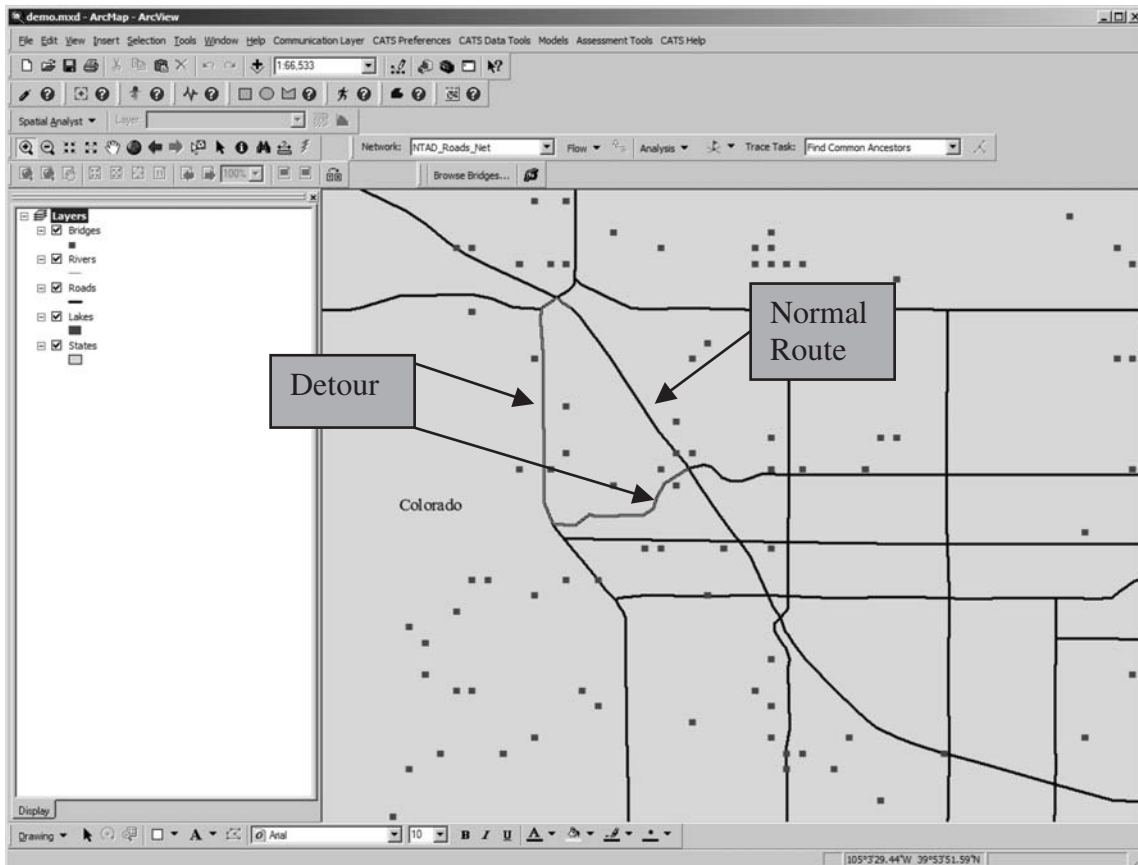 demo.mxd - ArcMap - ArcView
File Edit View Insert Selection Tools Window Help Communication Layer CATS Preferences CATS Data Tools Models Assessment Tools CATS Help
1:66,533
Spatial Analyst Layer:
Network: NTAD_Roads_Net Flow Analysis Trace Task: Find Common Ancestors
100% Browse Bridges...
Layers
Bridges
Rivers
Roads
Lakes
States
Normal
Route
Detour
Colorado
Display
Drawing A Arial 10 B I U A
105°3'29.44"W 39°53'51.59"N